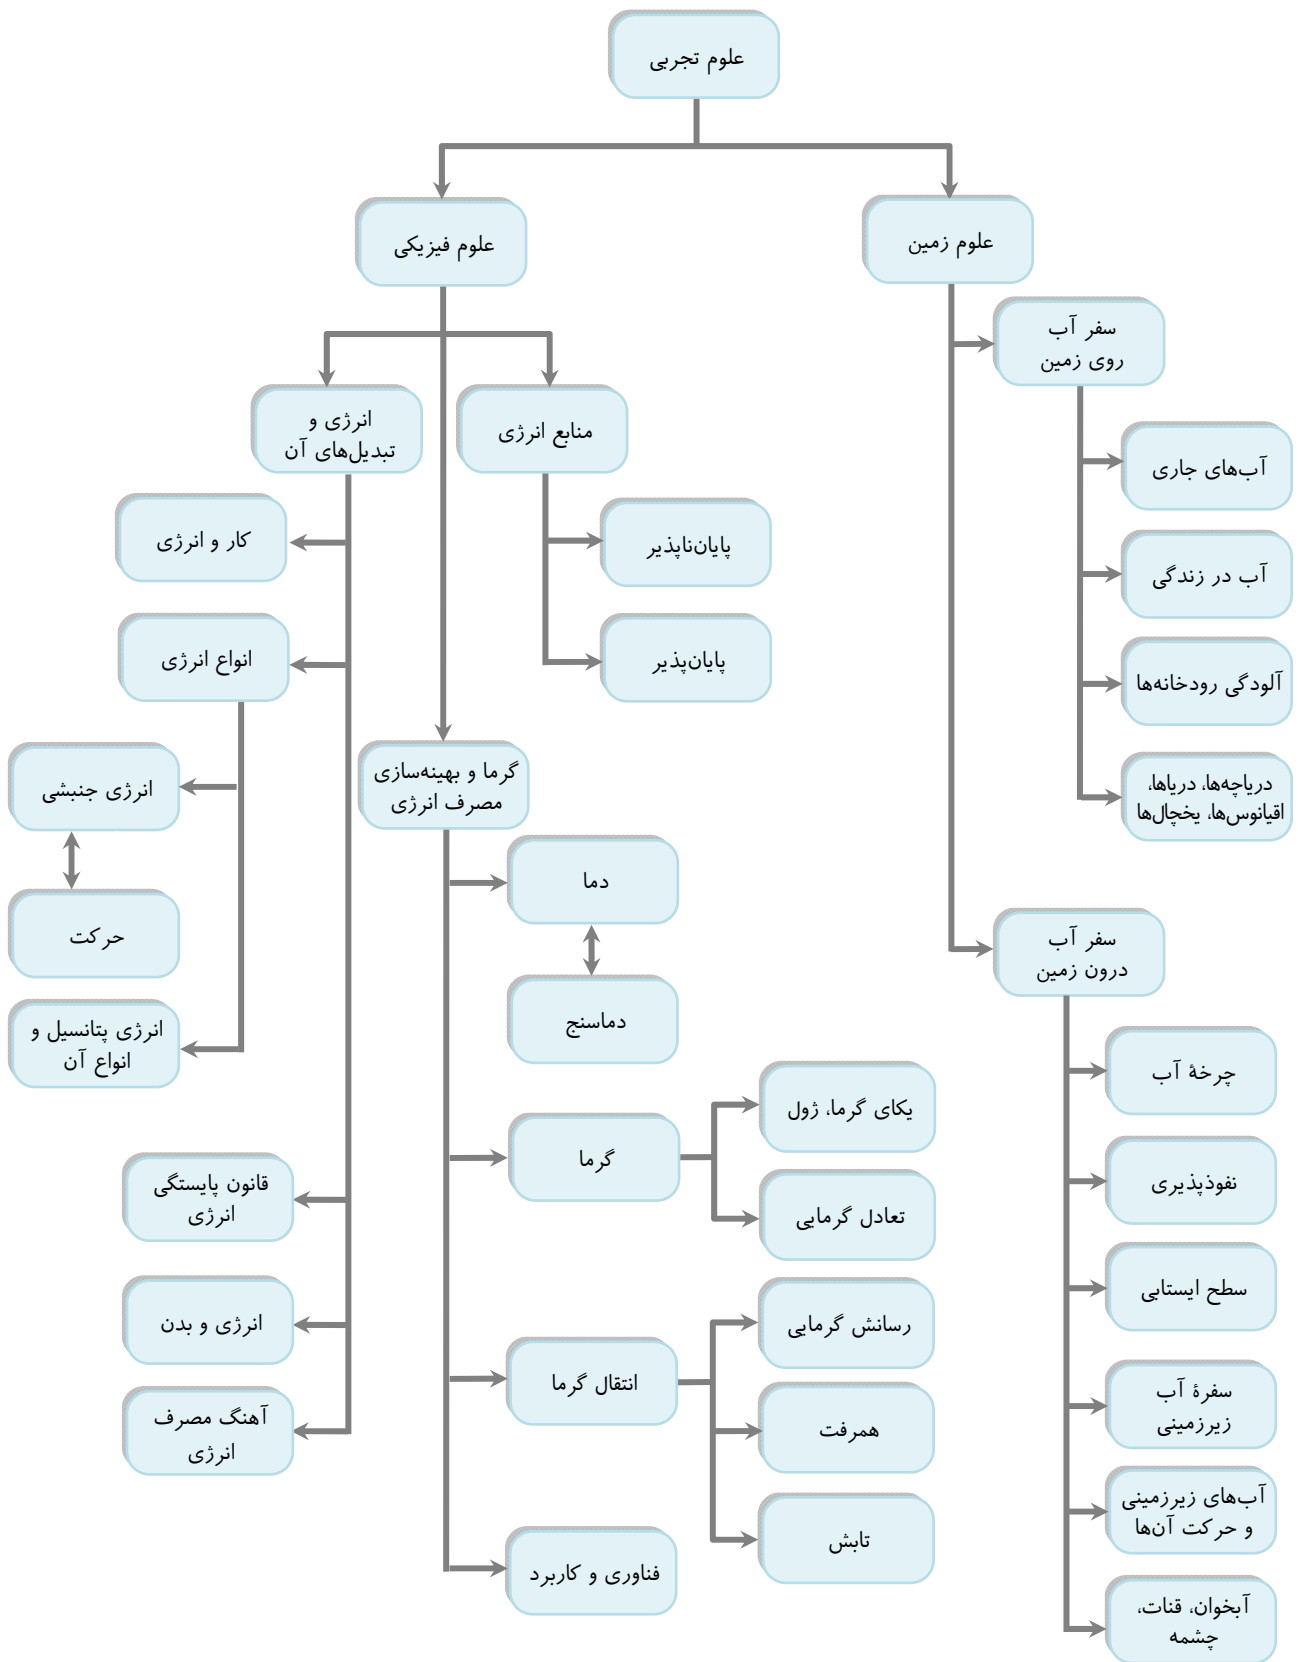 علوم تجربی
علوم زمین
سفر آب
روی زمین
آب‌های جاری
آب در زندگی
آلودگی رودخانه‌ها
دریاچه‌ها، دریاها،
اقیانوس‌ها، یخچال‌ها
سفر آب
درون زمین
چرخهٔ آب
نفوذپذیری
سطح ایستابی
سفرهٔ آب
زیرزمینی
آب‌های زیرزمینی
و حرکت آن‌ها
آبخوان، قنات،
چشمه
علوم فیزیکی
منابع انرژی
پایان‌ناپذیر
پایان‌پذیر
گرما و بهینه‌سازی
مصرف انرژی
دما
دماسنج
گرما
یکای گرما، ژول
تعادل گرمایی
انتقال گرما
رسانش گرمایی
همرفت
تابش
فناوری و کاربرد
انرژی و
تبدیل‌های آن
کار و انرژی
انواع انرژی
انرژی جنبشی
حرکت
انرژی پتانسیل و
انواع آن
قانون پایستگی
انرژی
انرژی و بدن
آهنگ مصرف
انرژی